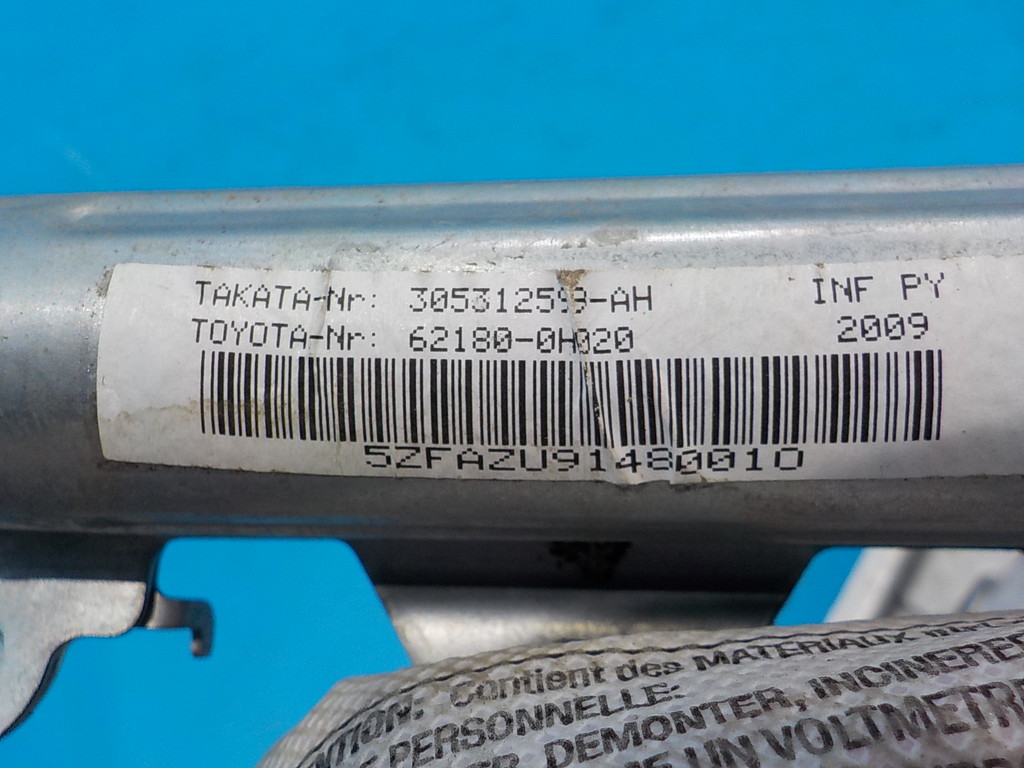 TAKATA-Nr: 305312599-AH
INF PY
TOYOTA-Nr: 62180-0H020
2009
5ZFAZU91480010
Contient des MATERIAUX
PERSONNELLE:
DEMONTER, INCINERER
UN VOLTMETRE